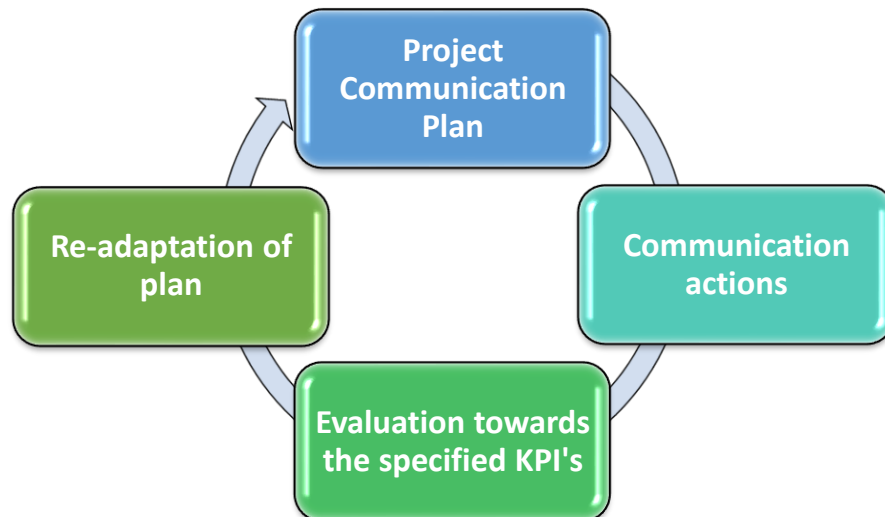 Project
Communication
Plan
Communication
actions
Evaluation towards
the specified KPI's
Re-adaptation of
plan